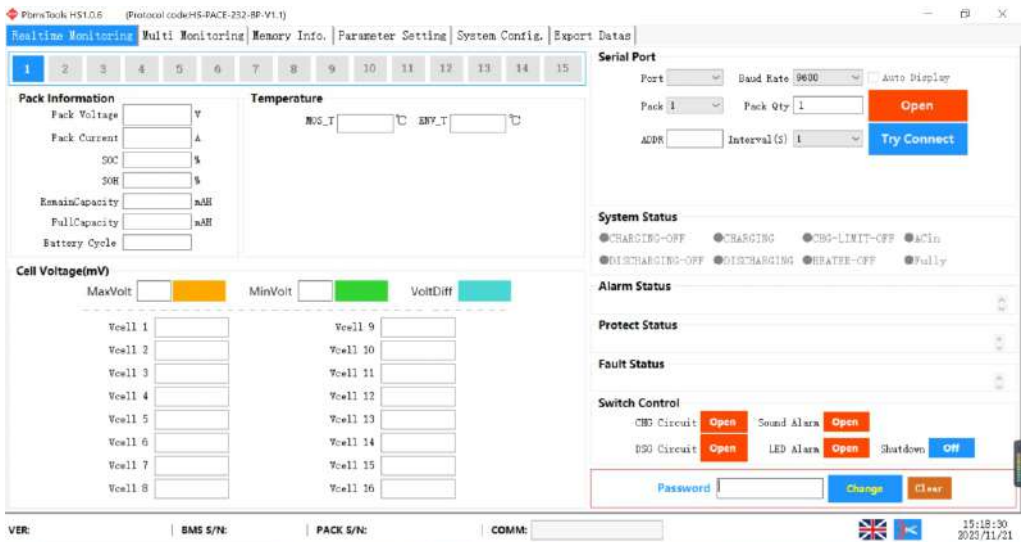 PbmsTools HS1.0.6 (Protocol code:HS-PACE-232-BP-V1.1)
Realtime Monitoring Multi Monitoring Memory Info. Parameter Setting System Config. Export Datas
1 2 3 4 5 6 7 8 9 10 11 12 13 14 15
Pack Information
Pack Voltage V
Pack Current A
SOC %
SOH %
RemainCapacity mAH
FullCapacity mAH
Battery Cycle
Temperature
MOS_T ℃ ENV_T ℃
Cell Voltage(mV)
MaxVolt MinVolt VoltDiff
Vcell 1 Vcell 9
Vcell 2 Vcell 10
Vcell 3 Vcell 11
Vcell 4 Vcell 12
Vcell 5 Vcell 13
Vcell 6 Vcell 14
Vcell 7 Vcell 15
Vcell 8 Vcell 16
Serial Port
Port Baud Rate 9600 Auto Display
Pack 1 Pack Qty 1 Open
ADDR Interval(S) 1 Try Connect
System Status
CHARGING-OFF CHARGING CHG-LIMIT-OFF ACin
DISCHARGING-OFF DISCHARGING HEATER-OFF Fully
Alarm Status
Protect Status
Fault Status
Switch Control
CHG Circuit Open Sound Alarm Open
DSG Circuit Open LED Alarm Open Shutdown Off
Password Change Clear
VER: BMS S/N: PACK S/N: COMM: 15:18:30
2023/11/21